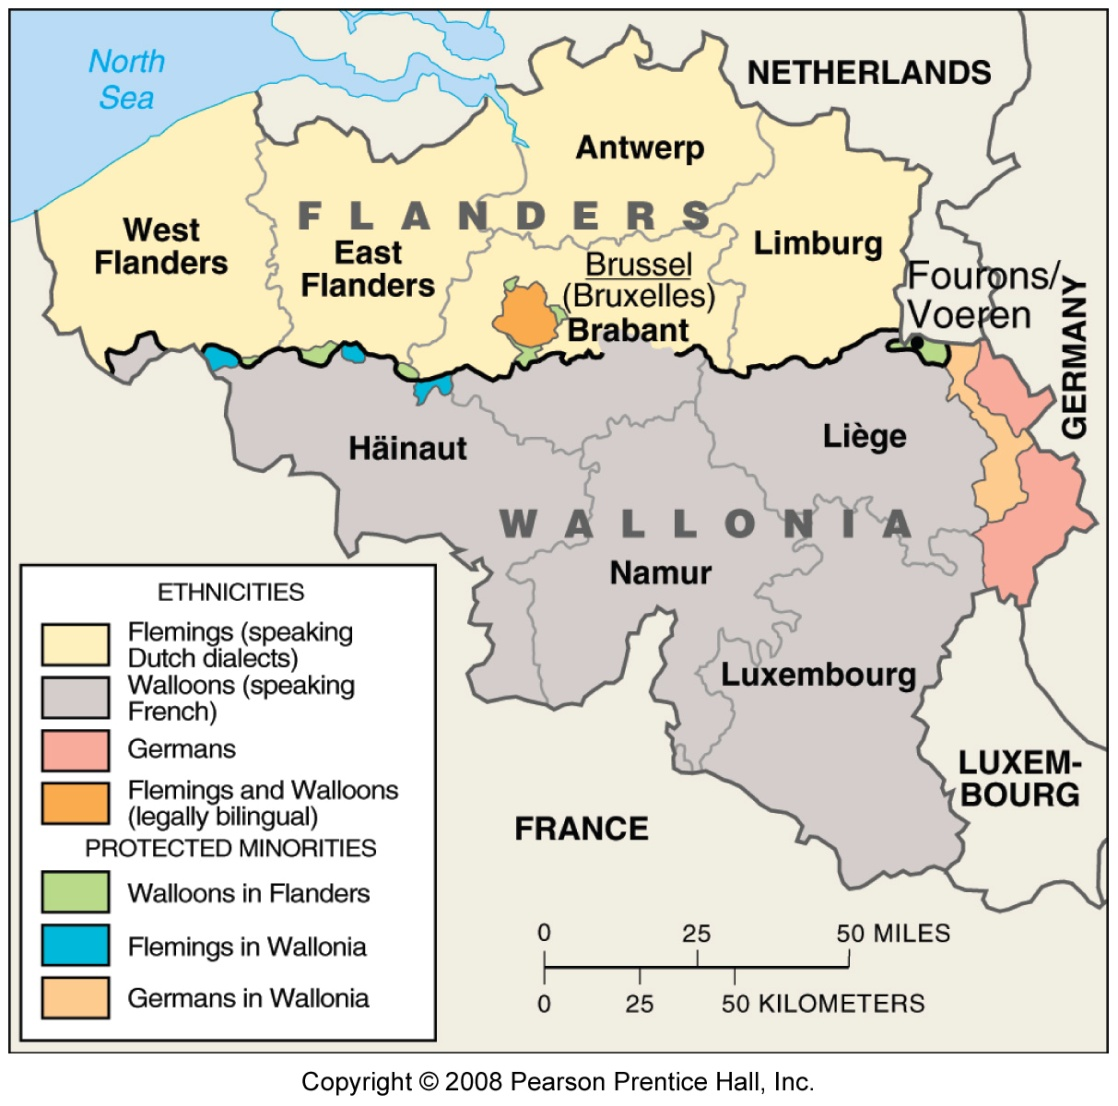 North
Sea
NETHERLANDS
Antwerp
FLANDERS
West
Flanders
East
Flanders
Limburg
Brussel
(Bruxelles)
Brabant
Fourons/
Voeren
GERMANY
Häinaut
Liège
WALLONIA
Namur
Luxembourg
LUXEM-
BOURG
FRANCE
ETHNICITIES
Flemings (speaking
Dutch dialects)
Walloons (speaking
French)
Germans
Flemings and Walloons
(legally bilingual)
PROTECTED MINORITIES
Walloons in Flanders
Flemings in Wallonia
Germans in Wallonia
0 25 50 MILES
0 25 50 KILOMETERS
Copyright © 2008 Pearson Prentice Hall, Inc.